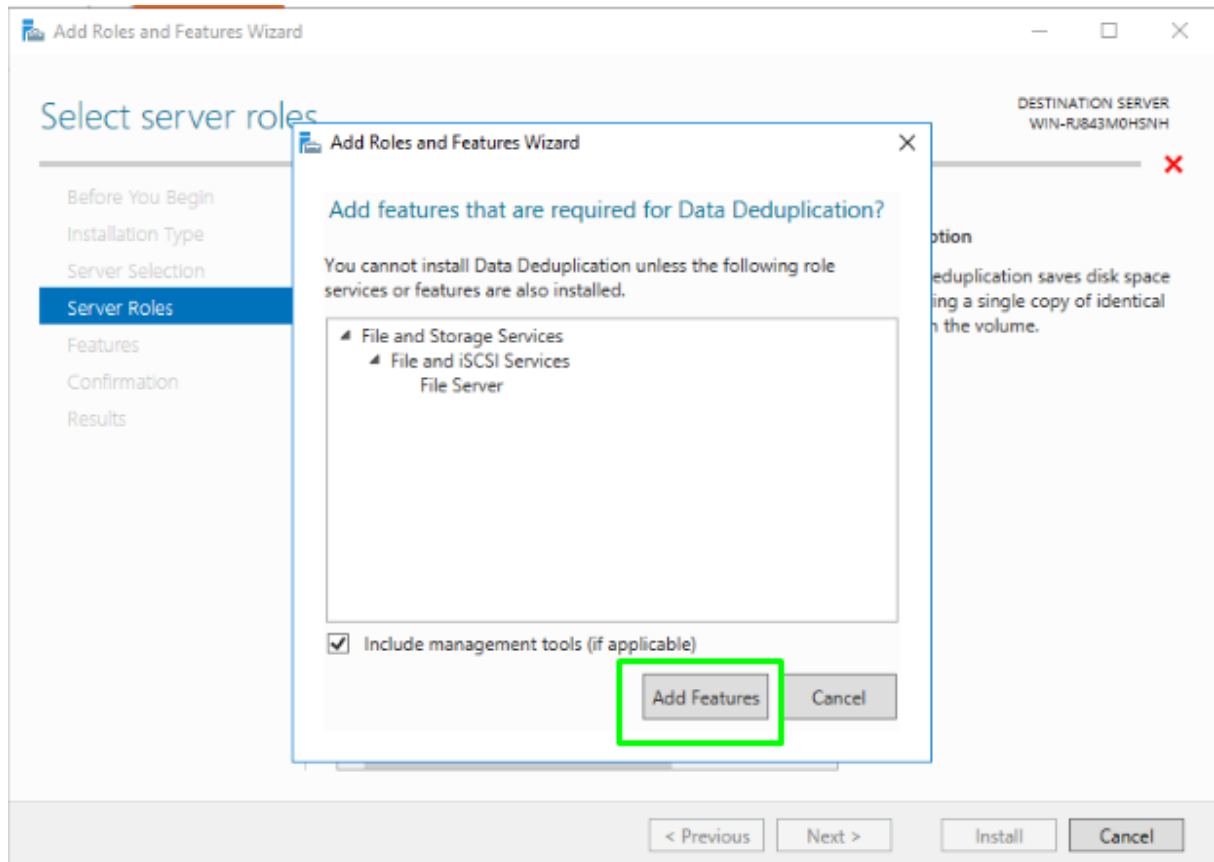 Add Roles and Features Wizard
Select server roles
DESTINATION SERVER
WIN-RJ843M0HSNH
Before You Begin
Installation Type
Server Selection
Server Roles
Features
Confirmation
Results
Add Roles and Features Wizard
Add features that are required for Data Deduplication?
You cannot install Data Deduplication unless the following role
services or features are also installed.
File and Storage Services
File and iSCSI Services
File Server
Include management tools (if applicable)
Add Features
Cancel
ption
eduplication saves disk space
ing a single copy of identical
the volume.
< Previous
Next >
Install
Cancel